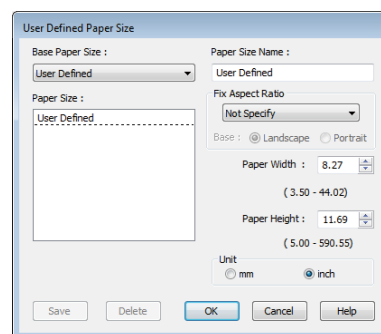 User Defined Paper Size
Base Paper Size :
User Defined
Paper Size :
User Defined
Paper Size Name :
User Defined
Fix Aspect Ratio
Not Specify
Base : Landscape Portrait
Paper Width : 8.27
(3.50 - 44.02)
Paper Height : 11.69
(5.00 - 590.55)
Unit
mm inch
Save Delete OK Cancel Help